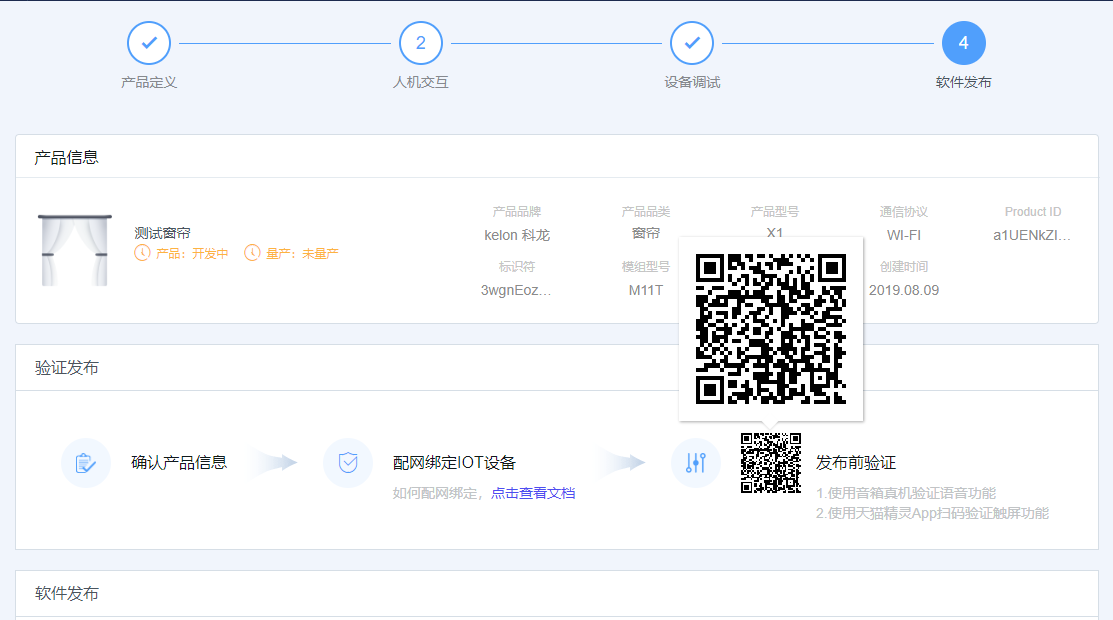 2
4
产品定义
人机交互
设备调试
软件发布
产品信息
测试窗帘
产品：开发中
量产：未量产
产品品牌
产品品类
产品型号
通信协议
Product ID
kelon 科龙
窗帘
X1
WI-FI
a1UENkZI...
标识符
模组型号
创建时间
3wgnEoz...
M11T
2019.08.09
验证发布
确认产品信息
配网绑定IOT设备
如何配网绑定，点击查看文档
发布前验证
1.使用音箱真机验证语音功能
2.使用天猫精灵App扫码验证触屏功能
软件发布